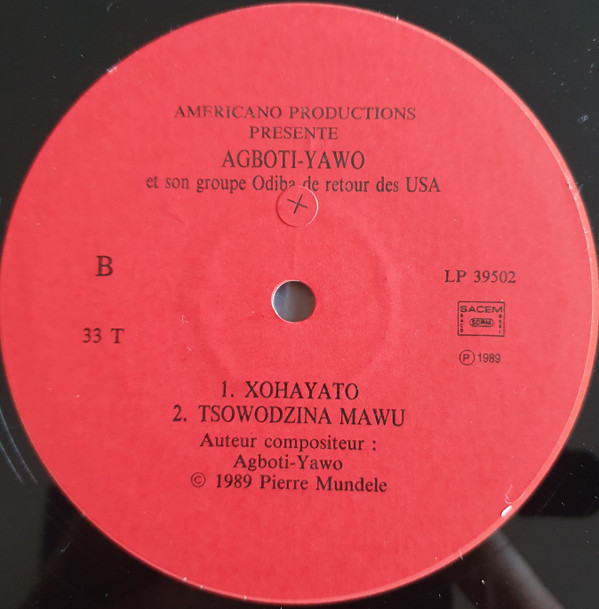 AMERICANO PRODUCTIONS
PRESENTE
AGBOTI-YAWO
et son groupe Odiba de retour des USA
B
LP 39502
SACEM
SDRM
33 T
Ⓟ 1989
1. XOHAYATO
2. TSOWODZINA MAWU
Auteur compositeur :
Agboti-Yawo
© 1989 Pierre Mundele